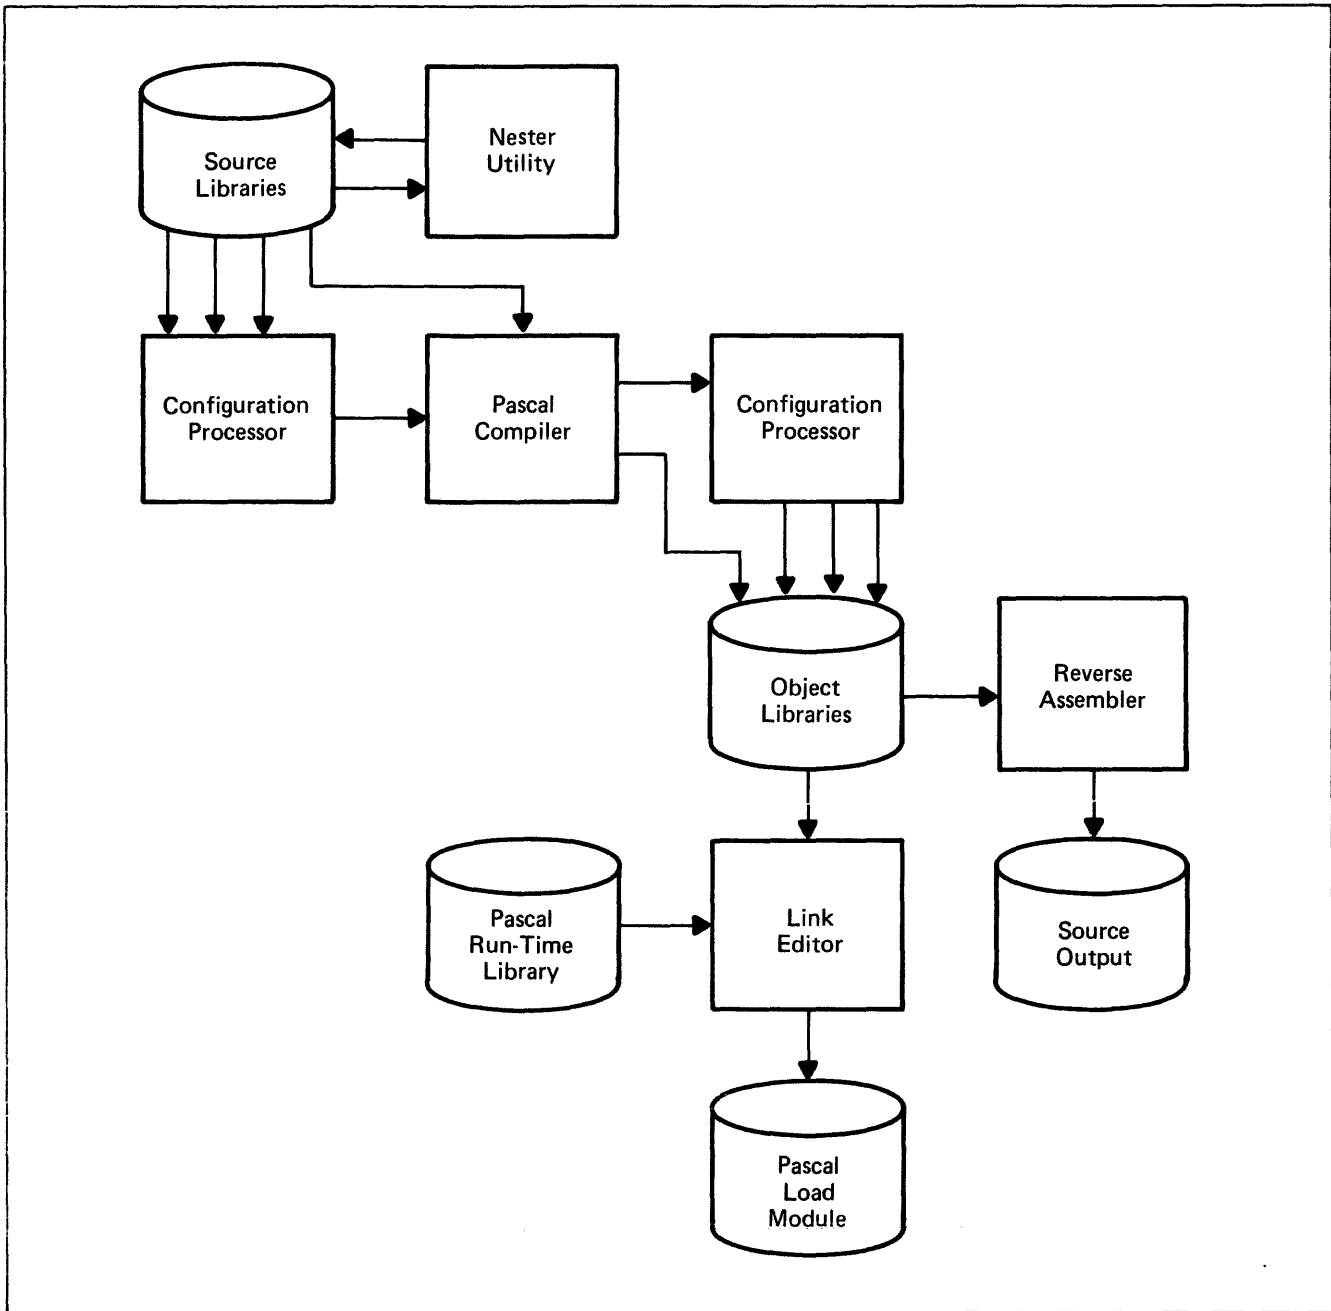 Source
Libraries
Nester
Utility
Configuration
Processor
Pascal
Compiler
Configuration
Processor
Object
Libraries
Reverse
Assembler
Pascal
Run-Time
Library
Link
Editor
Source
Output
Pascal
Load
Module